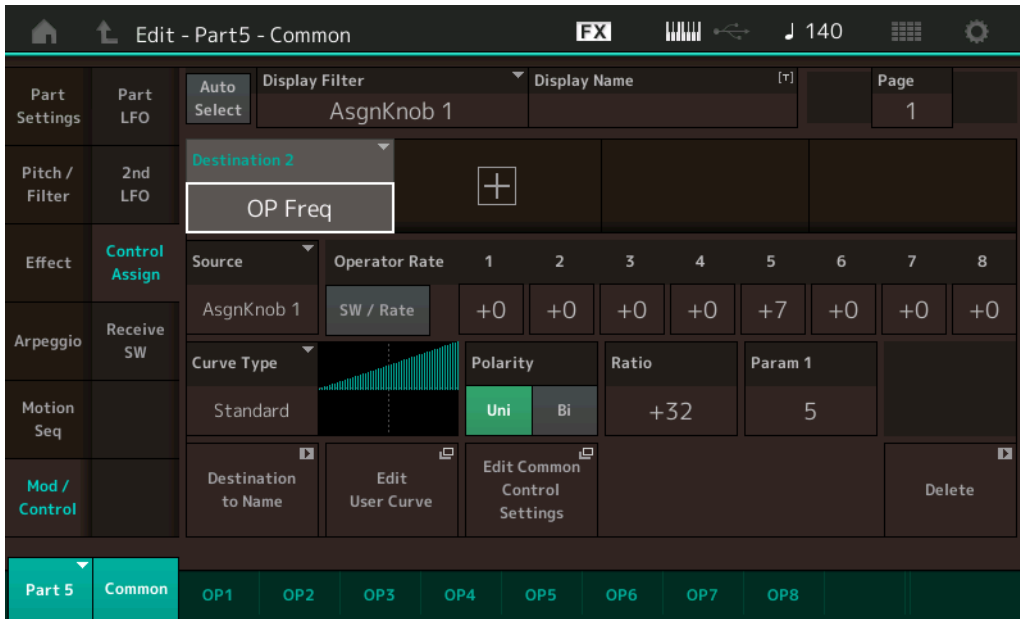 Edit - Part5 - Common
FX
♩ 140
Part
Settings
Part
LFO
Auto
Select
Display Filter
AsgnKnob 1
Display Name
[T]
Page
1
Pitch /
Filter
2nd
LFO
Destination 2
OP Freq
Effect
Control
Assign
Source
AsgnKnob 1
Operator Rate 1 2 3 4 5 6 7 8
SW / Rate +0 +0 +0 +0 +7 +0 +0 +0
Arpeggio
Receive
SW
Curve Type
Standard
Polarity
Uni Bi
Ratio
+32
Param 1
5
Motion
Seq
Mod /
Control
Destination
to Name
Edit
User Curve
Edit Common
Control
Settings
Delete
Part 5 Common OP1 OP2 OP3 OP4 OP5 OP6 OP7 OP8